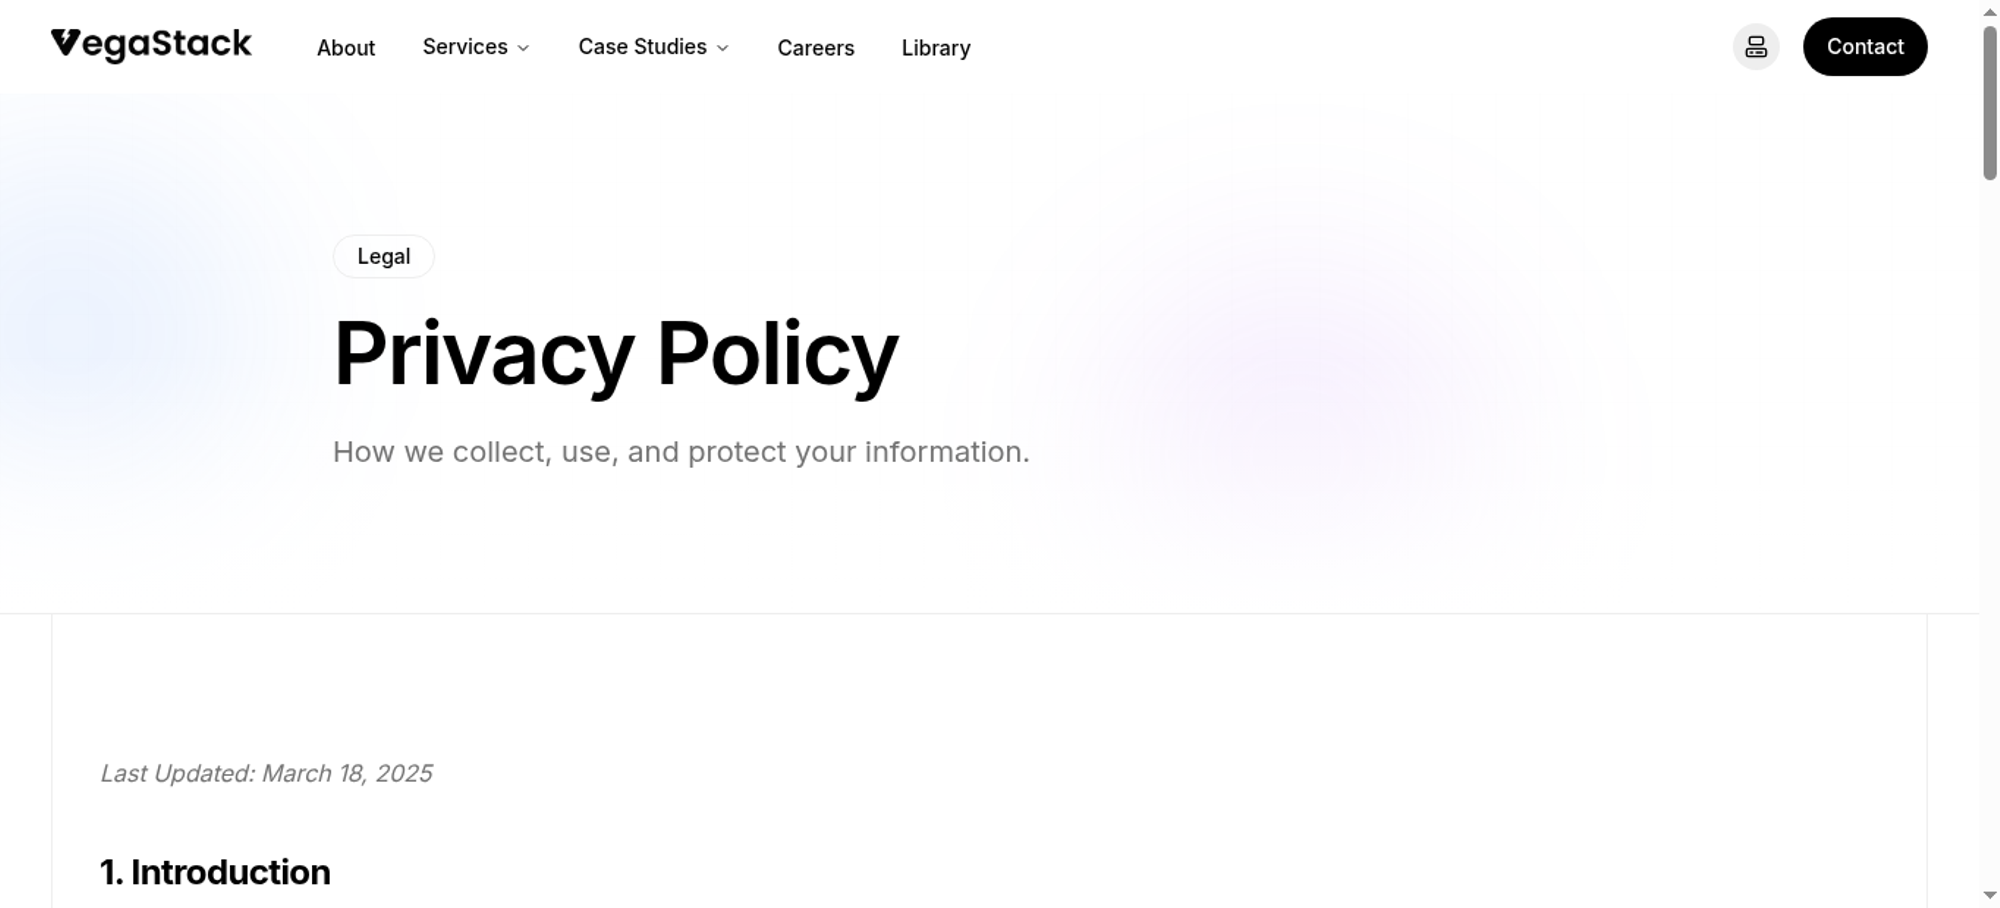 VegaStack
About
Services
Case Studies
Careers
Library
Contact
Legal
Privacy Policy
How we collect, use, and protect your information.
Last Updated: March 18, 2025
1. Introduction